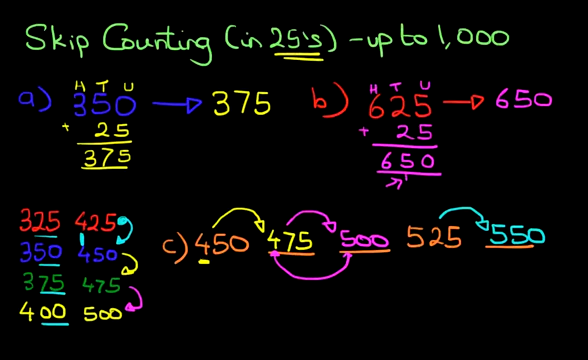 Skip Counting (in 25's) - up to 1,000
a) H T U
350 → 375
+ 25
375
b) H T U
625 → 650
+ 25
650
1
325 425
350 450
375 475
400 500
c) 450 475 500 525 550